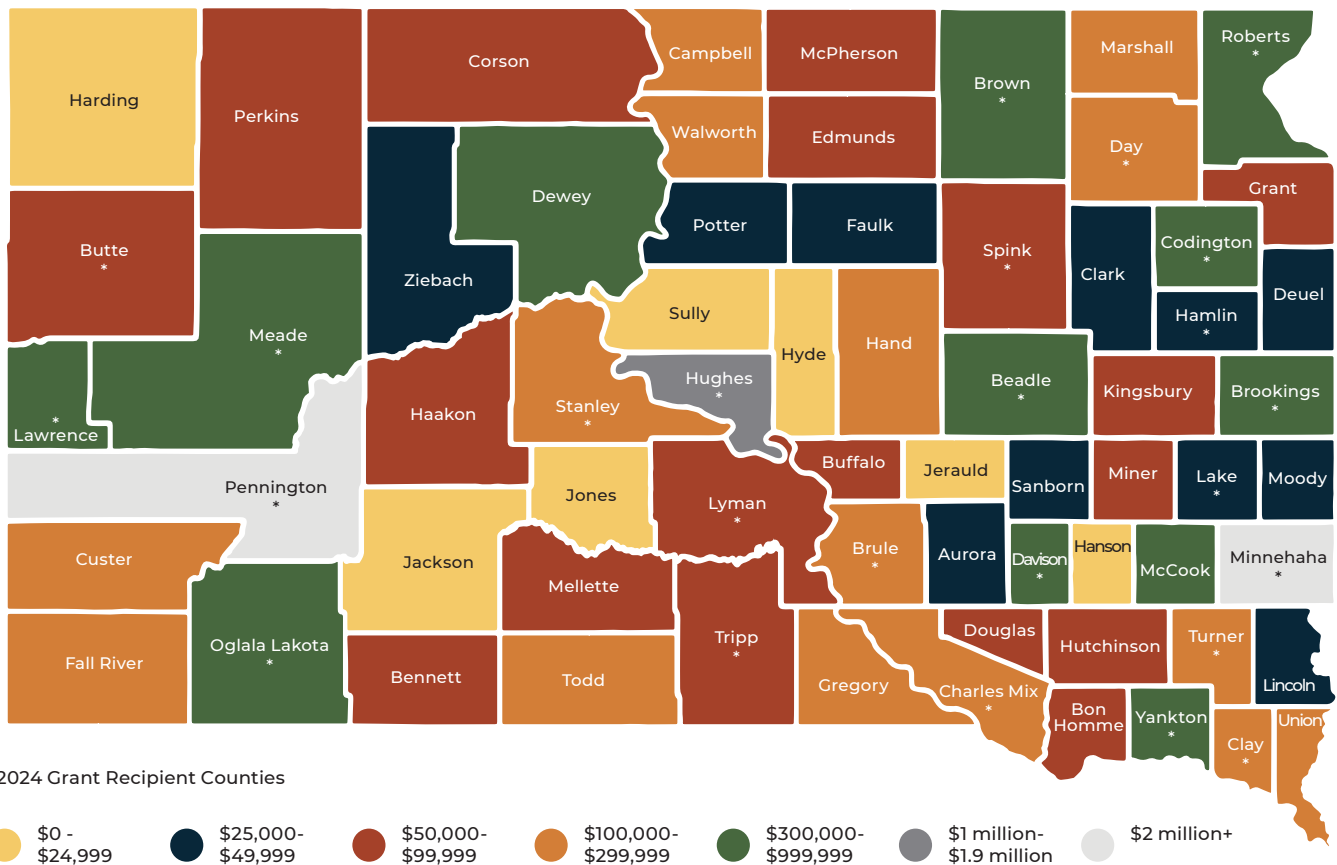 Harding
Perkins
Corson
Campbell
McPherson
Brown
*
Marshall
Roberts
*
Walworth
Edmunds
Day
*
Dewey
Grant
Butte
*
Ziebach
Potter
Faulk
Spink
*
Clark
Codington
*
Deuel
Hamlin
*
Meade
*
Sully
Hyde
Hand
Hughes
*
Beadle
*
Kingsbury
Brookings
*
*
Lawrence
Haakon
Stanley
*
Buffalo
Jerauld
Sanborn
Miner
Lake
*
Moody
Pennington
*
Jones
Lyman
*
Custer
Jackson
Mellette
Brule
*
Aurora
Davison
*
Hanson
McCook
Minnehaha
*
Fall River
Oglala Lakota
*
Bennett
Todd
Tripp
*
Gregory
Douglas
Hutchinson
Turner
*
Lincoln
Charles Mix
*
Bon
Homme
Yankton
*
Clay
*
Union
2024 Grant Recipient Counties
$0 -
$24,999
$25,000-
$49,999
$50,000-
$99,999
$100,000-
$299,999
$300,000-
$999,999
$1 million-
$1.9 million
$2 million+